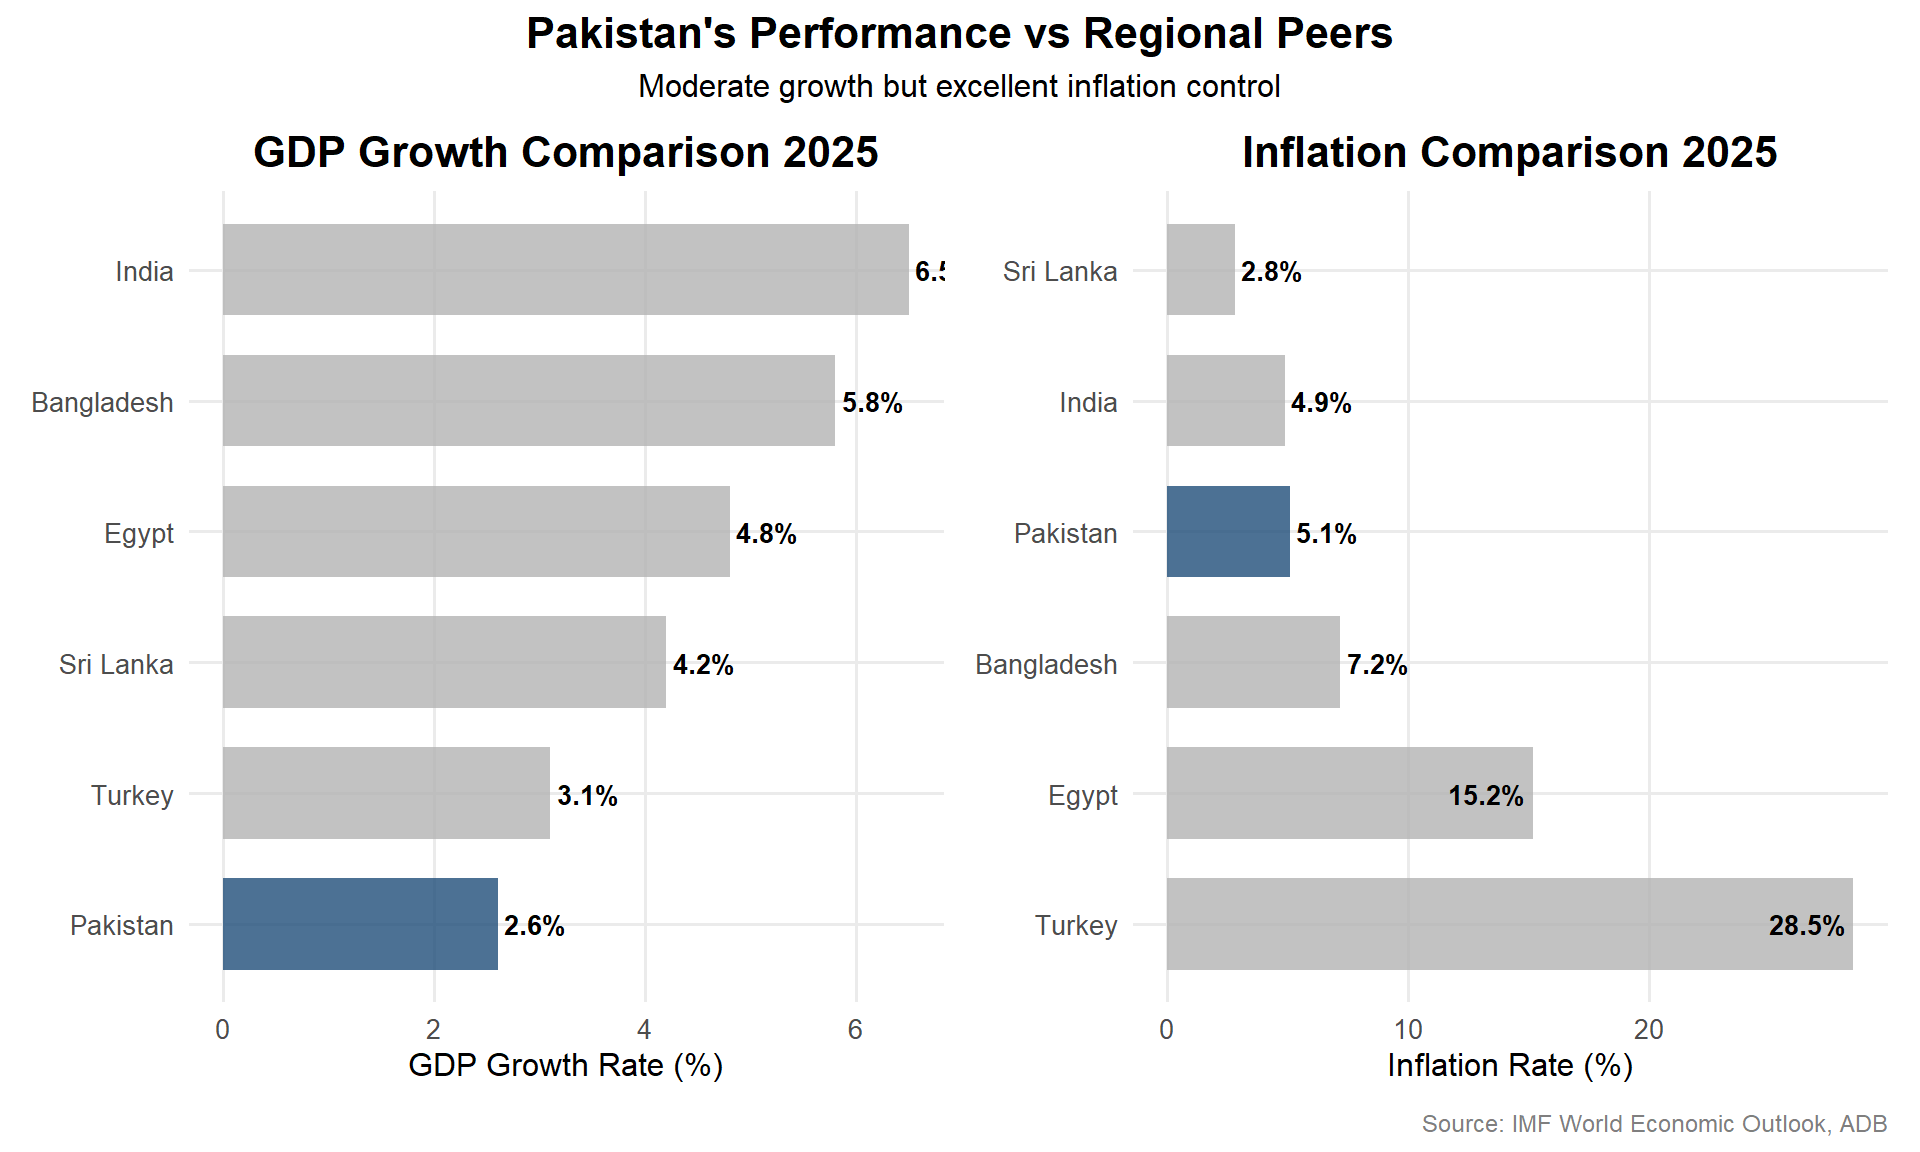 Pakistan's Performance vs Regional Peers
Moderate growth but excellent inflation control
GDP Growth Comparison 2025
India
6.5
Bangladesh
5.8%
Egypt
4.8%
Sri Lanka
4.2%
Turkey
3.1%
Pakistan
2.6%
0 2 4 6
GDP Growth Rate (%)
Inflation Comparison 2025
Sri Lanka
2.8%
India
4.9%
Pakistan
5.1%
Bangladesh
7.2%
Egypt
15.2%
Turkey
28.5%
0 10 20
Inflation Rate (%)
Source: IMF World Economic Outlook, ADB